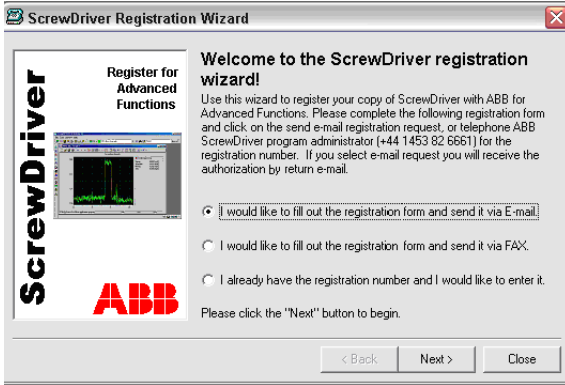 ScrewDriver Registration Wizard
ScrewDriver
Register for
Advanced
Functions
ABB
Welcome to the ScrewDriver registration
wizard!
Use this wizard to register your copy of ScrewDriver with ABB for
Advanced Functions. Please complete the following registration form
and click on the send e-mail registration request, or telephone ABB
ScrewDriver program administrator (+44 1453 82 6661) for the
registration number. If you select e-mail request you will receive the
authorization by return e-mail.
I would like to fill out the registration form and send it via E-mail.
I would like to fill out the registration form and send it via FAX.
I already have the registration number and I would like to enter it.
Please click the "Next" button to begin.
< Back
Next >
Close